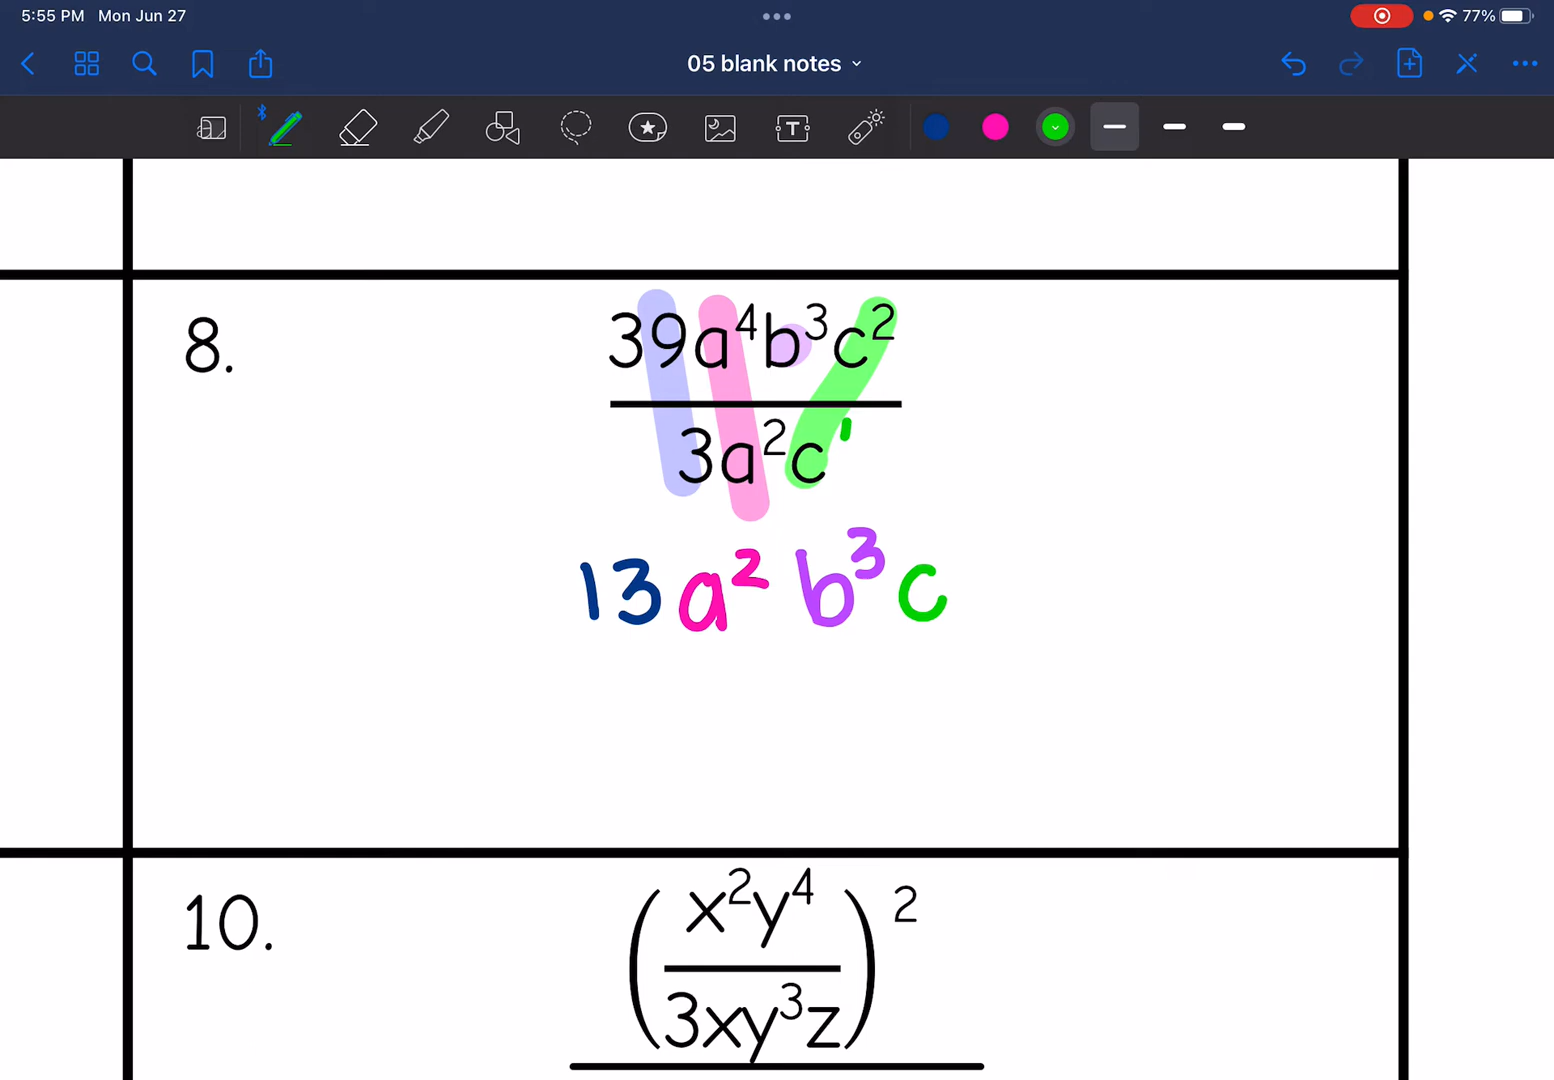 5:55 PM Mon Jun 27
77%
05 blank notes
T
8.
39a⁴b³c²
3a²c¹
13a²b³c
10.
(x²y⁴
3xy³z)²